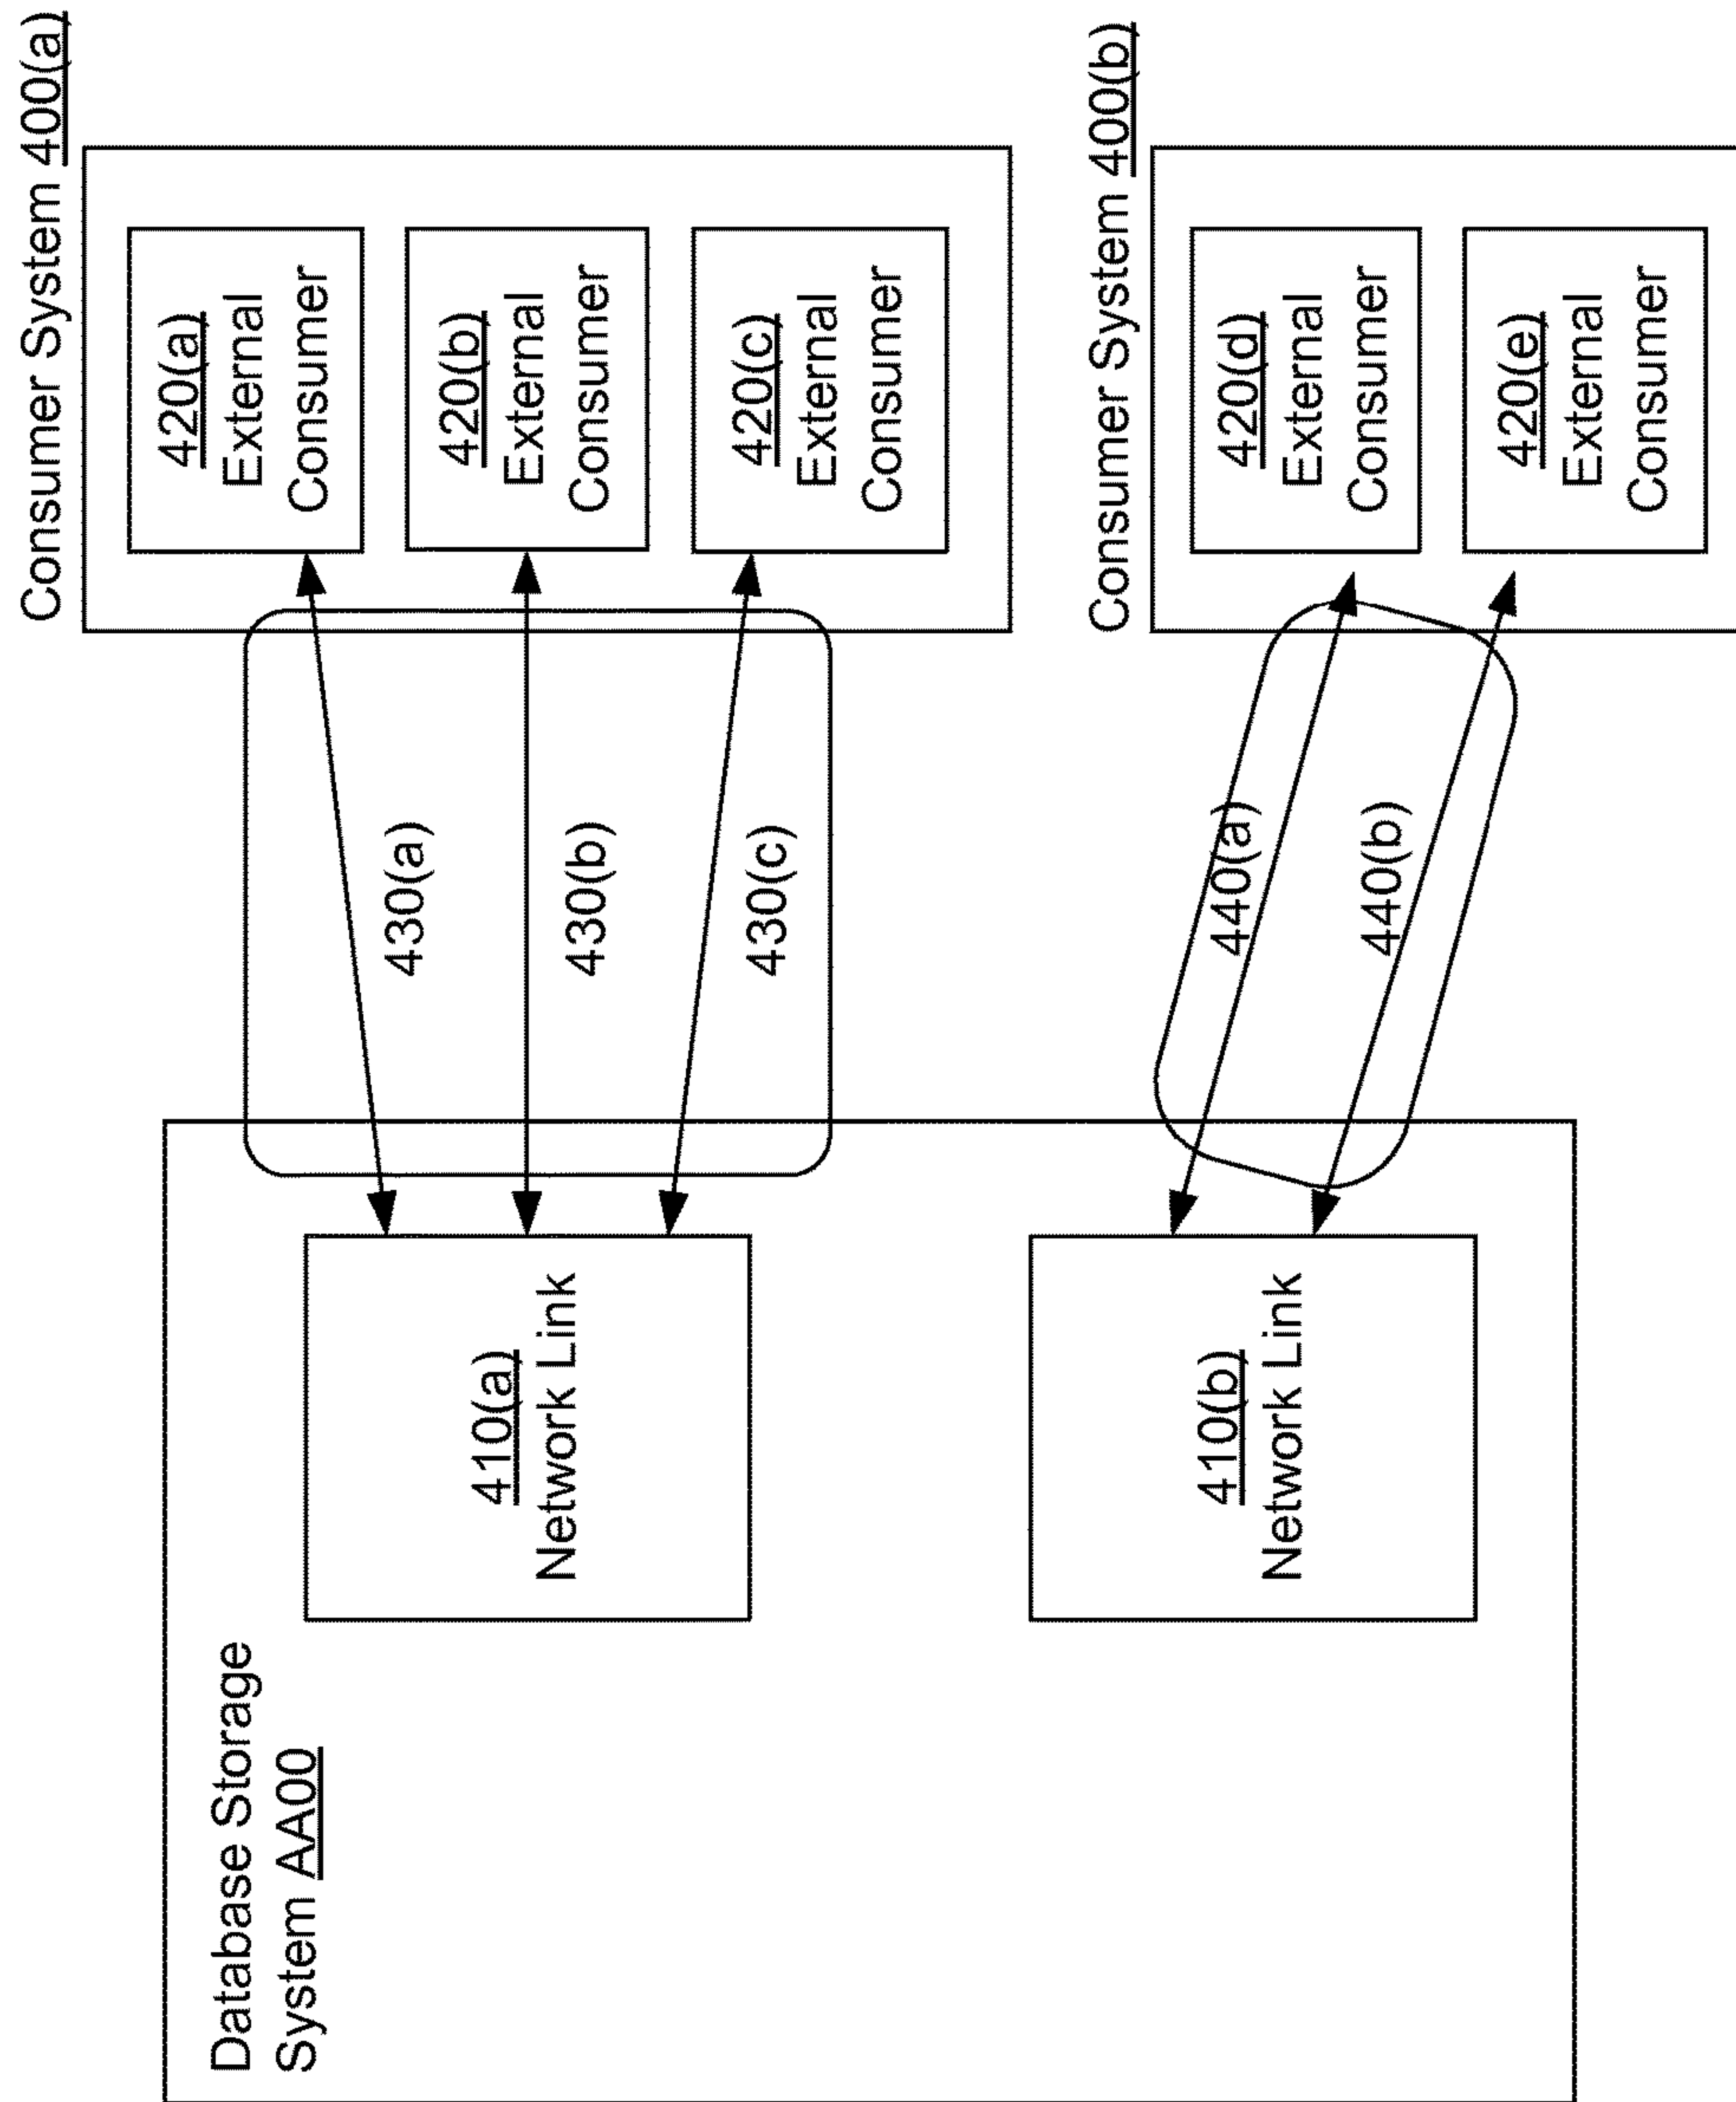 Database Storage
System AA00
410(a)
Network Link
410(b)
Network Link
430(a)
430(b)
430(c)
440(a)
440(b)
Consumer System 400(a)
420(a)
External
Consumer
420(b)
External
Consumer
420(c)
External
Consumer
Consumer System 400(b)
420(d)
External
Consumer
420(e)
External
Consumer